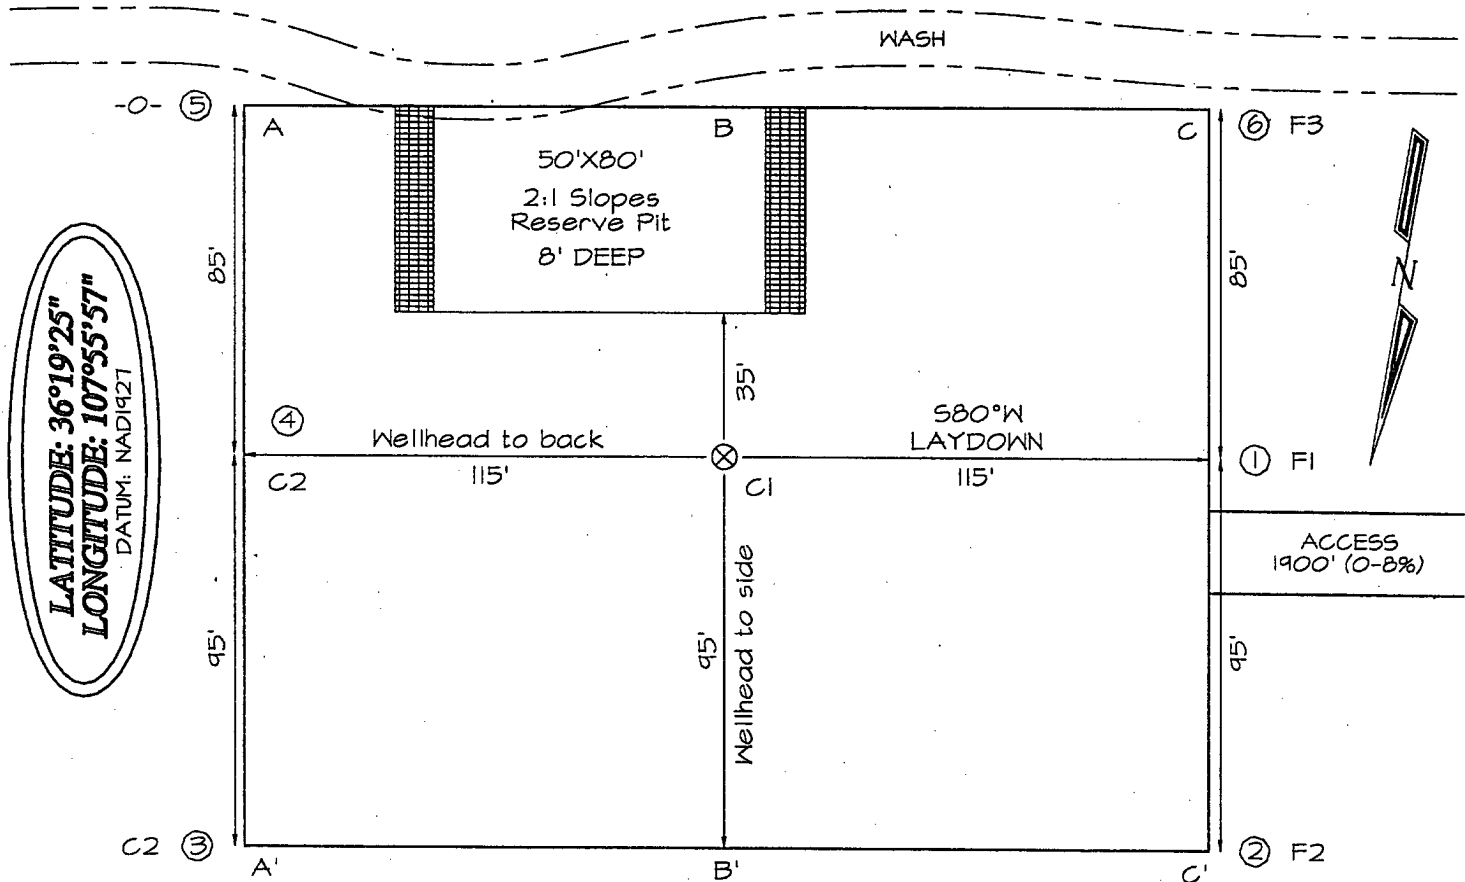 WASH
-0- ⑤
A
B
C
⑥ F3
50'X80'
2:1 Slopes
Reserve Pit
8' DEEP
85'
85'
N
LATITUDE: 36°19'25"
LONGITUDE: 107°55'57"
DATUM: NAD1927
35'
④
Wellhead to back
115'
C2
C1
S80°W
LAYDOWN
115'
① F1
ACCESS
1900' (0-8%)
95'
95'
Wellhead to side
95'
C2 ③
A'
B'
C'
② F2